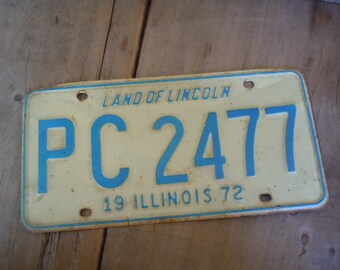 LAND OF LINCOLN
PC 2477
19 ILLINOIS 72